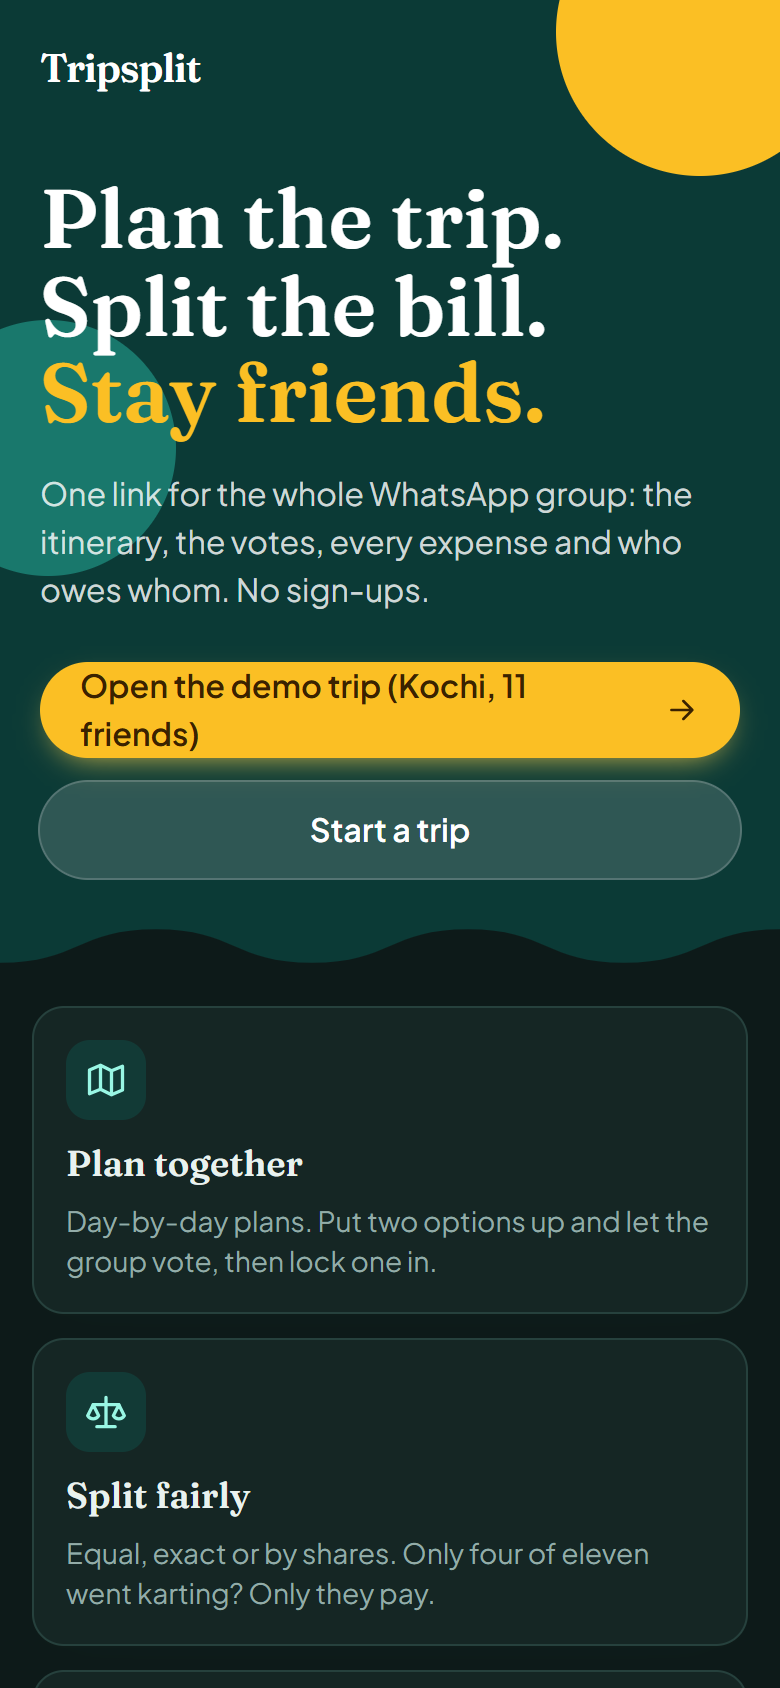 Tripsplit
Plan the trip.
Split the bill.
Stay friends.
One link for the whole WhatsApp group: the
itinerary, the votes, every expense and who
owes whom. No sign-ups.
Open the demo trip (Kochi, 11
friends)
Start a trip
Plan together
Day-by-day plans. Put two options up and let the
group vote, then lock one in.
Split fairly
Equal, exact or by shares. Only four of eleven
went karting? Only they pay.